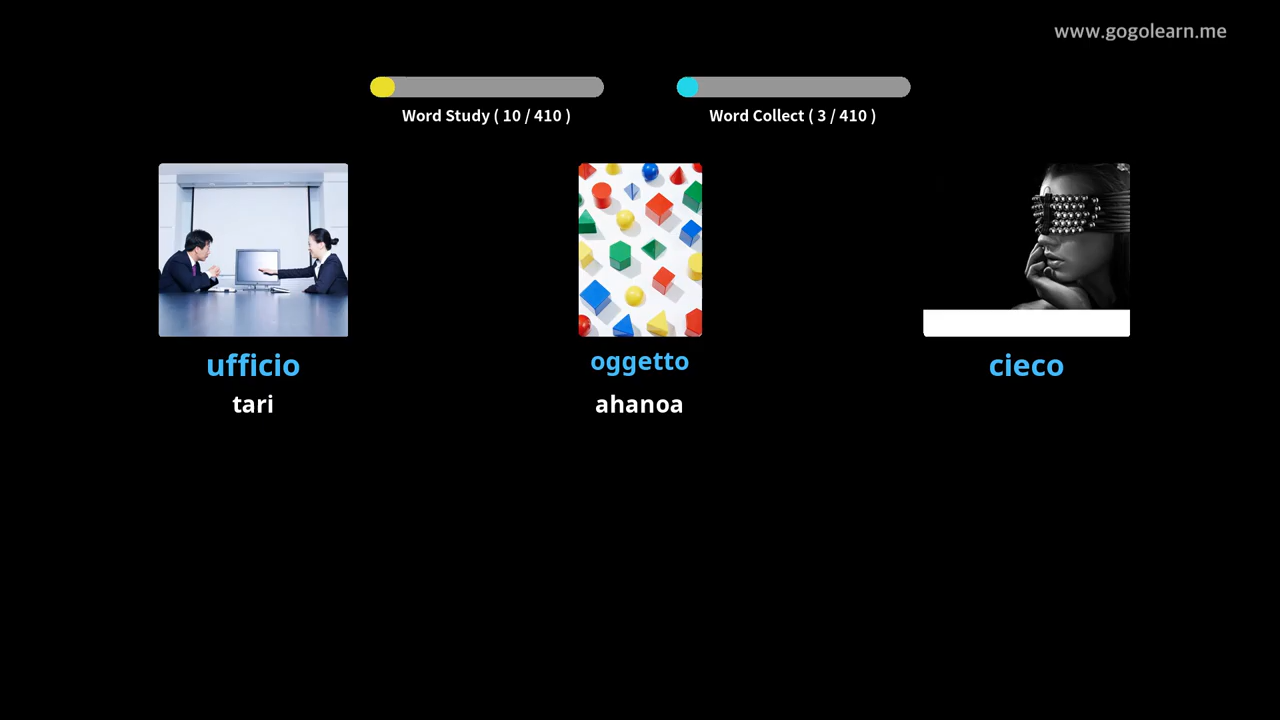 www.gogolearn.me
Word Study ( 10 / 410 )
Word Collect ( 3 / 410 )
ufficio
oggetto
cieco
tari
ahanoa